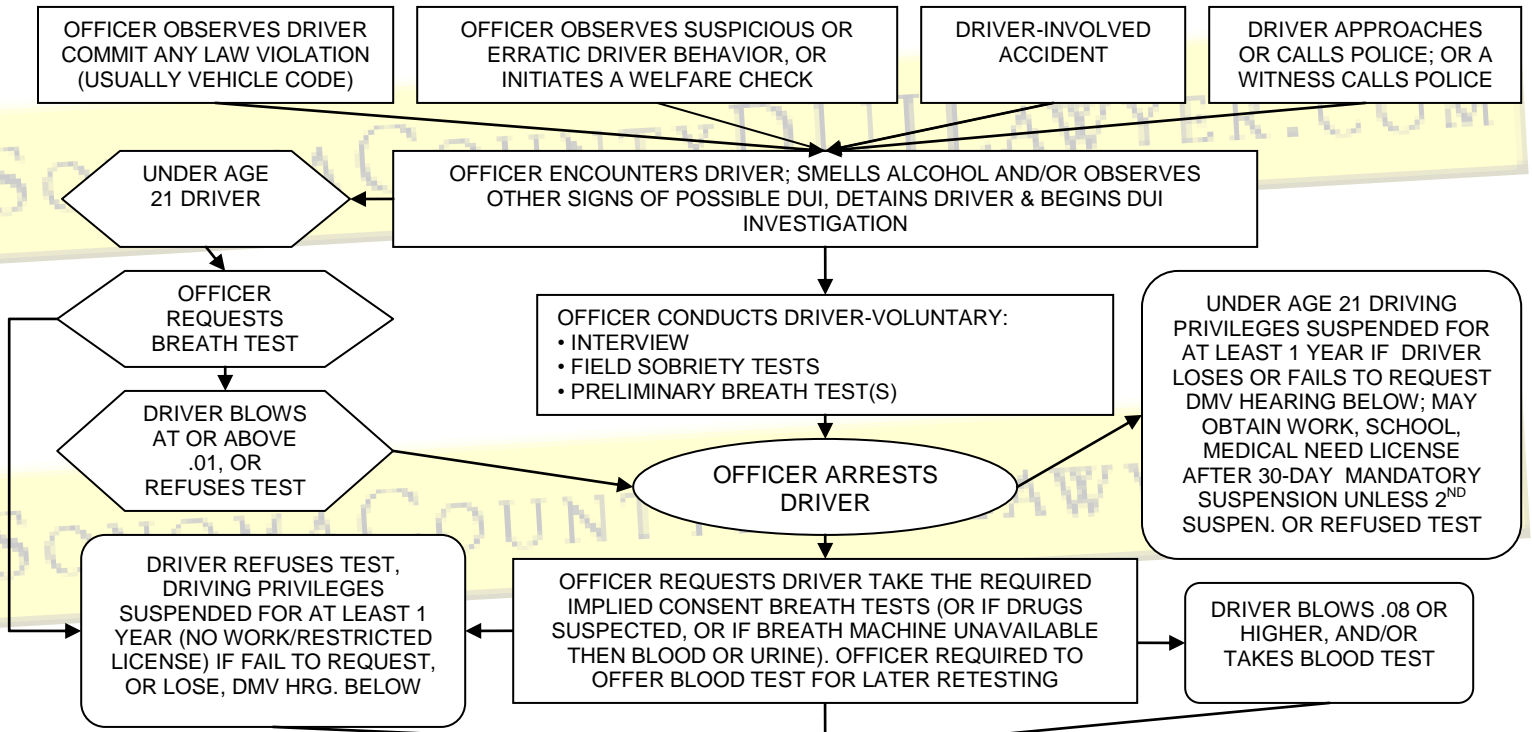 OFFICER OBSERVES DRIVER
COMMIT ANY LAW VIOLATION
(USUALLY VEHICLE CODE)
OFFICER OBSERVES SUSPICIOUS OR
ERRATIC DRIVER BEHAVIOR, OR
INITIATES A WELFARE CHECK
DRIVER-INVOLVED
ACCIDENT
DRIVER APPROACHES
OR CALLS POLICE; OR A
WITNESS CALLS POLICE
SONOMACOUNTYDUILAWYER.COM
UNDER AGE
21 DRIVER
OFFICER ENCOUNTERS DRIVER; SMELLS ALCOHOL AND/OR OBSERVES
OTHER SIGNS OF POSSIBLE DUI, DETAINS DRIVER & BEGINS DUI
INVESTIGATION
OFFICER
REQUESTS
BREATH TEST
OFFICER CONDUCTS DRIVER-VOLUNTARY:
• INTERVIEW
• FIELD SOBRIETY TESTS
• PRELIMINARY BREATH TEST(S)
UNDER AGE 21 DRIVING
PRIVILEGES SUSPENDED FOR
AT LEAST 1 YEAR IF DRIVER
LOSES OR FAILS TO REQUEST
DMV HEARING BELOW; MAY
OBTAIN WORK, SCHOOL,
MEDICAL NEED LICENSE
AFTER 30-DAY MANDATORY
SUSPENSION UNLESS 2ND
SUSPEN. OR REFUSED TEST
DRIVER BLOWS
AT OR ABOVE
.01, OR
REFUSES TEST
OFFICER ARRESTS
DRIVER
SONOMACOUNT AW
DRIVER REFUSES TEST,
DRIVING PRIVILEGES
SUSPENDED FOR AT LEAST 1
YEAR (NO WORK/RESTRICTED
LICENSE) IF FAIL TO REQUEST,
OR LOSE, DMV HRG. BELOW
OFFICER REQUESTS DRIVER TAKE THE REQUIRED
IMPLIED CONSENT BREATH TESTS (OR IF DRUGS
SUSPECTED, OR IF BREATH MACHINE UNAVAILABLE
THEN BLOOD OR URINE). OFFICER REQUIRED TO
OFFER BLOOD TEST FOR LATER RETESTING
DRIVER BLOWS .08 OR
HIGHER, AND/OR
TAKES BLOOD TEST